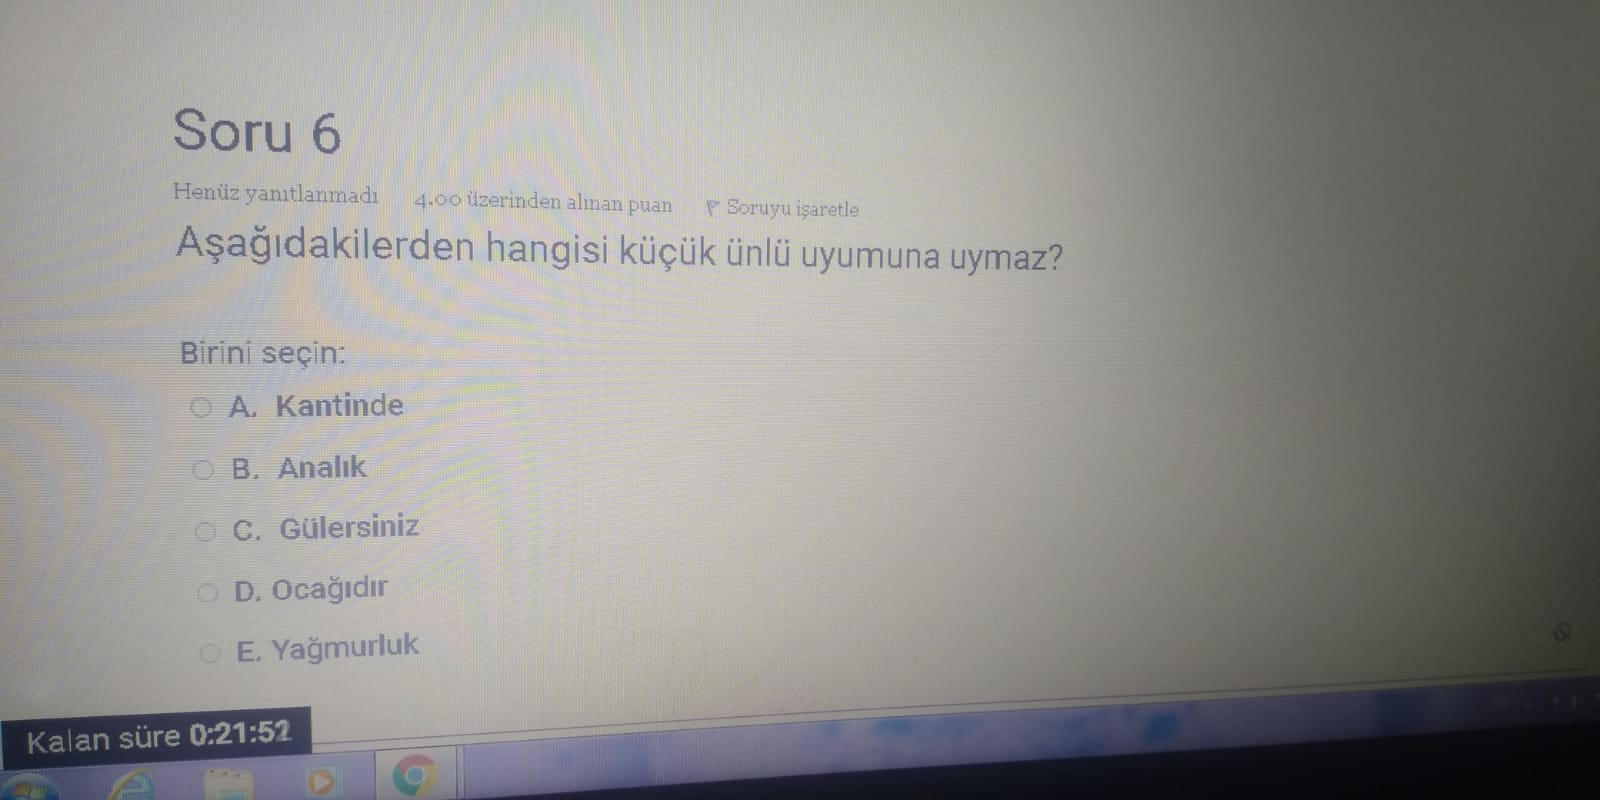 Soru 6
Henüz yanıtlanmadı 4.00 üzerinden alınan puan Soruyu işaretle
Aşağıdakilerden hangisi küçük ünlü uyumuna uymaz?
Birini seçin:
A. Kantinde
B. Analık
C. Gülersiniz
D. Ocağıdır
E. Yağmurluk
Kalan süre 0:21:52